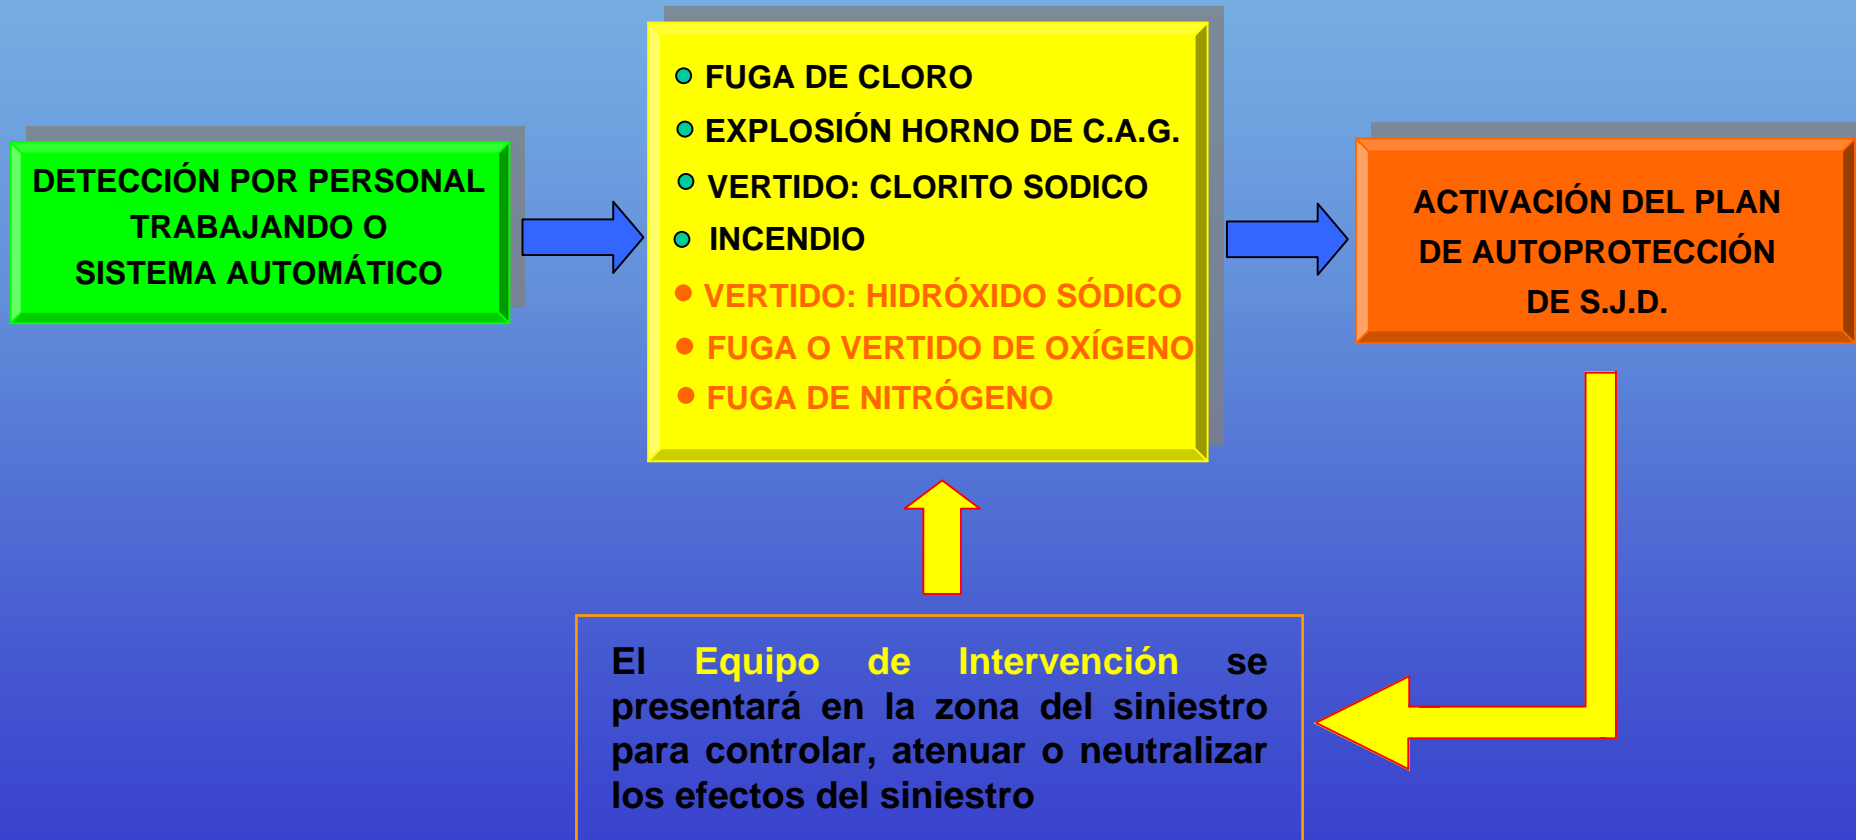 DETECCIÓN POR PERSONAL
TRABAJANDO O
SISTEMA AUTOMÁTICO
FUGA DE CLORO
EXPLOSIÓN HORNO DE C.A.G.
VERTIDO: CLORITO SODICO
INCENDIO
VERTIDO: HIDRÓXIDO SÓDICO
FUGA O VERTIDO DE OXÍGENO
FUGA DE NITRÓGENO
ACTIVACIÓN DEL PLAN
DE AUTOPROTECCIÓN
DE S.J.D.
El Equipo de Intervención se
presentará en la zona del siniestro
para controlar, atenuar o neutralizar
los efectos del siniestro